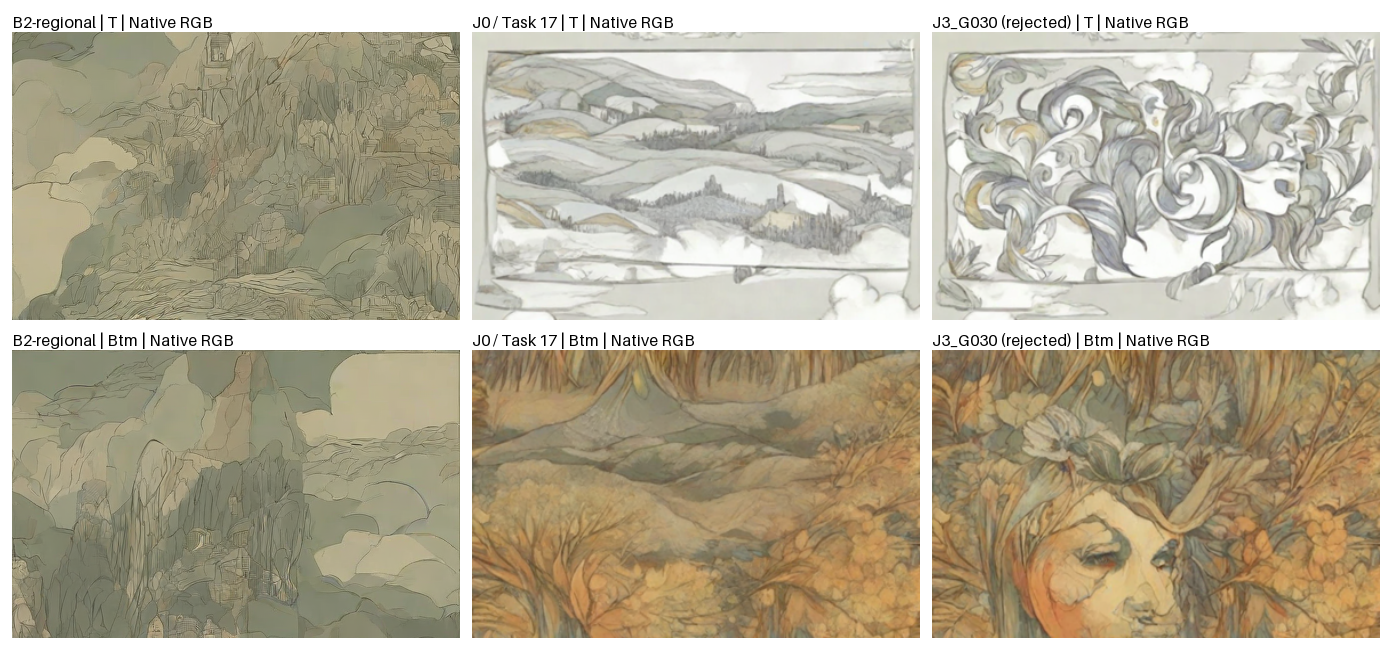 B2-regional | T | Native RGB
J0 / Task 17 | T | Native RGB
J3_G030 (rejected) | T | Native RGB
B2-regional | Btm | Native RGB
J0 / Task 17 | Btm | Native RGB
J3_G030 (rejected) | Btm | Native RGB